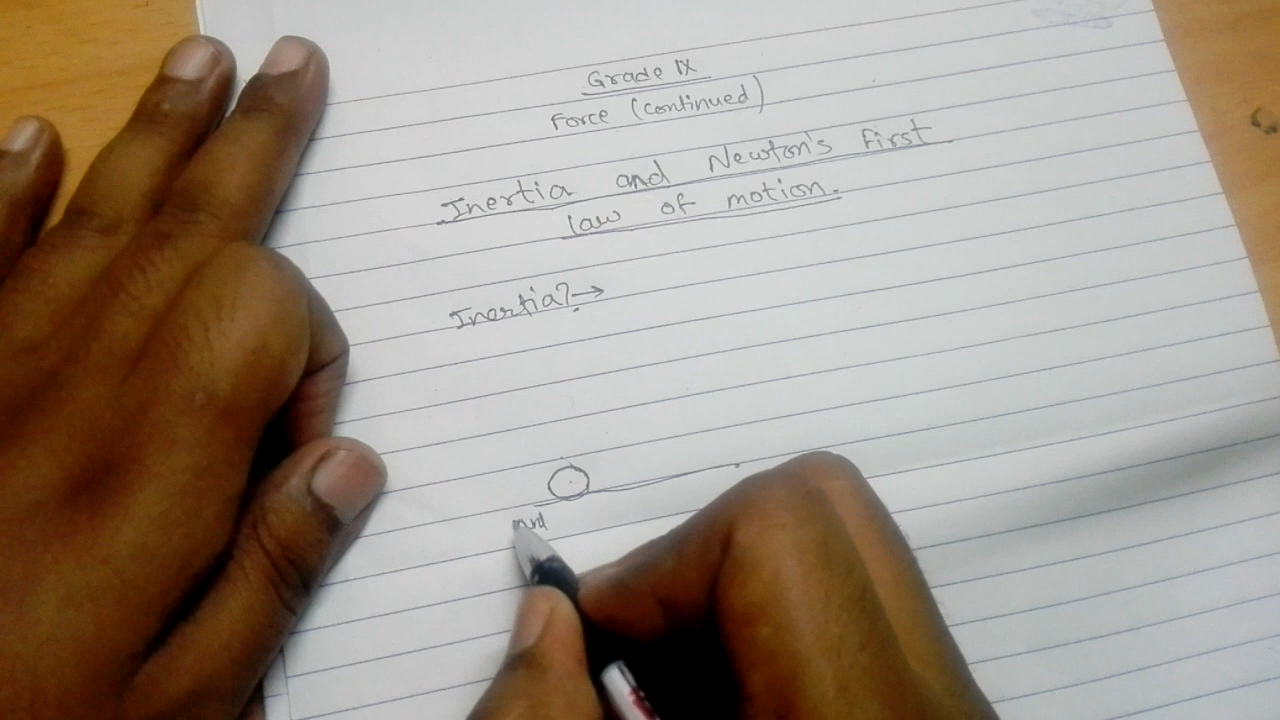 Grade IX
Force (continued)
Inertia and Newton's First
law of motion.
Inertia? →